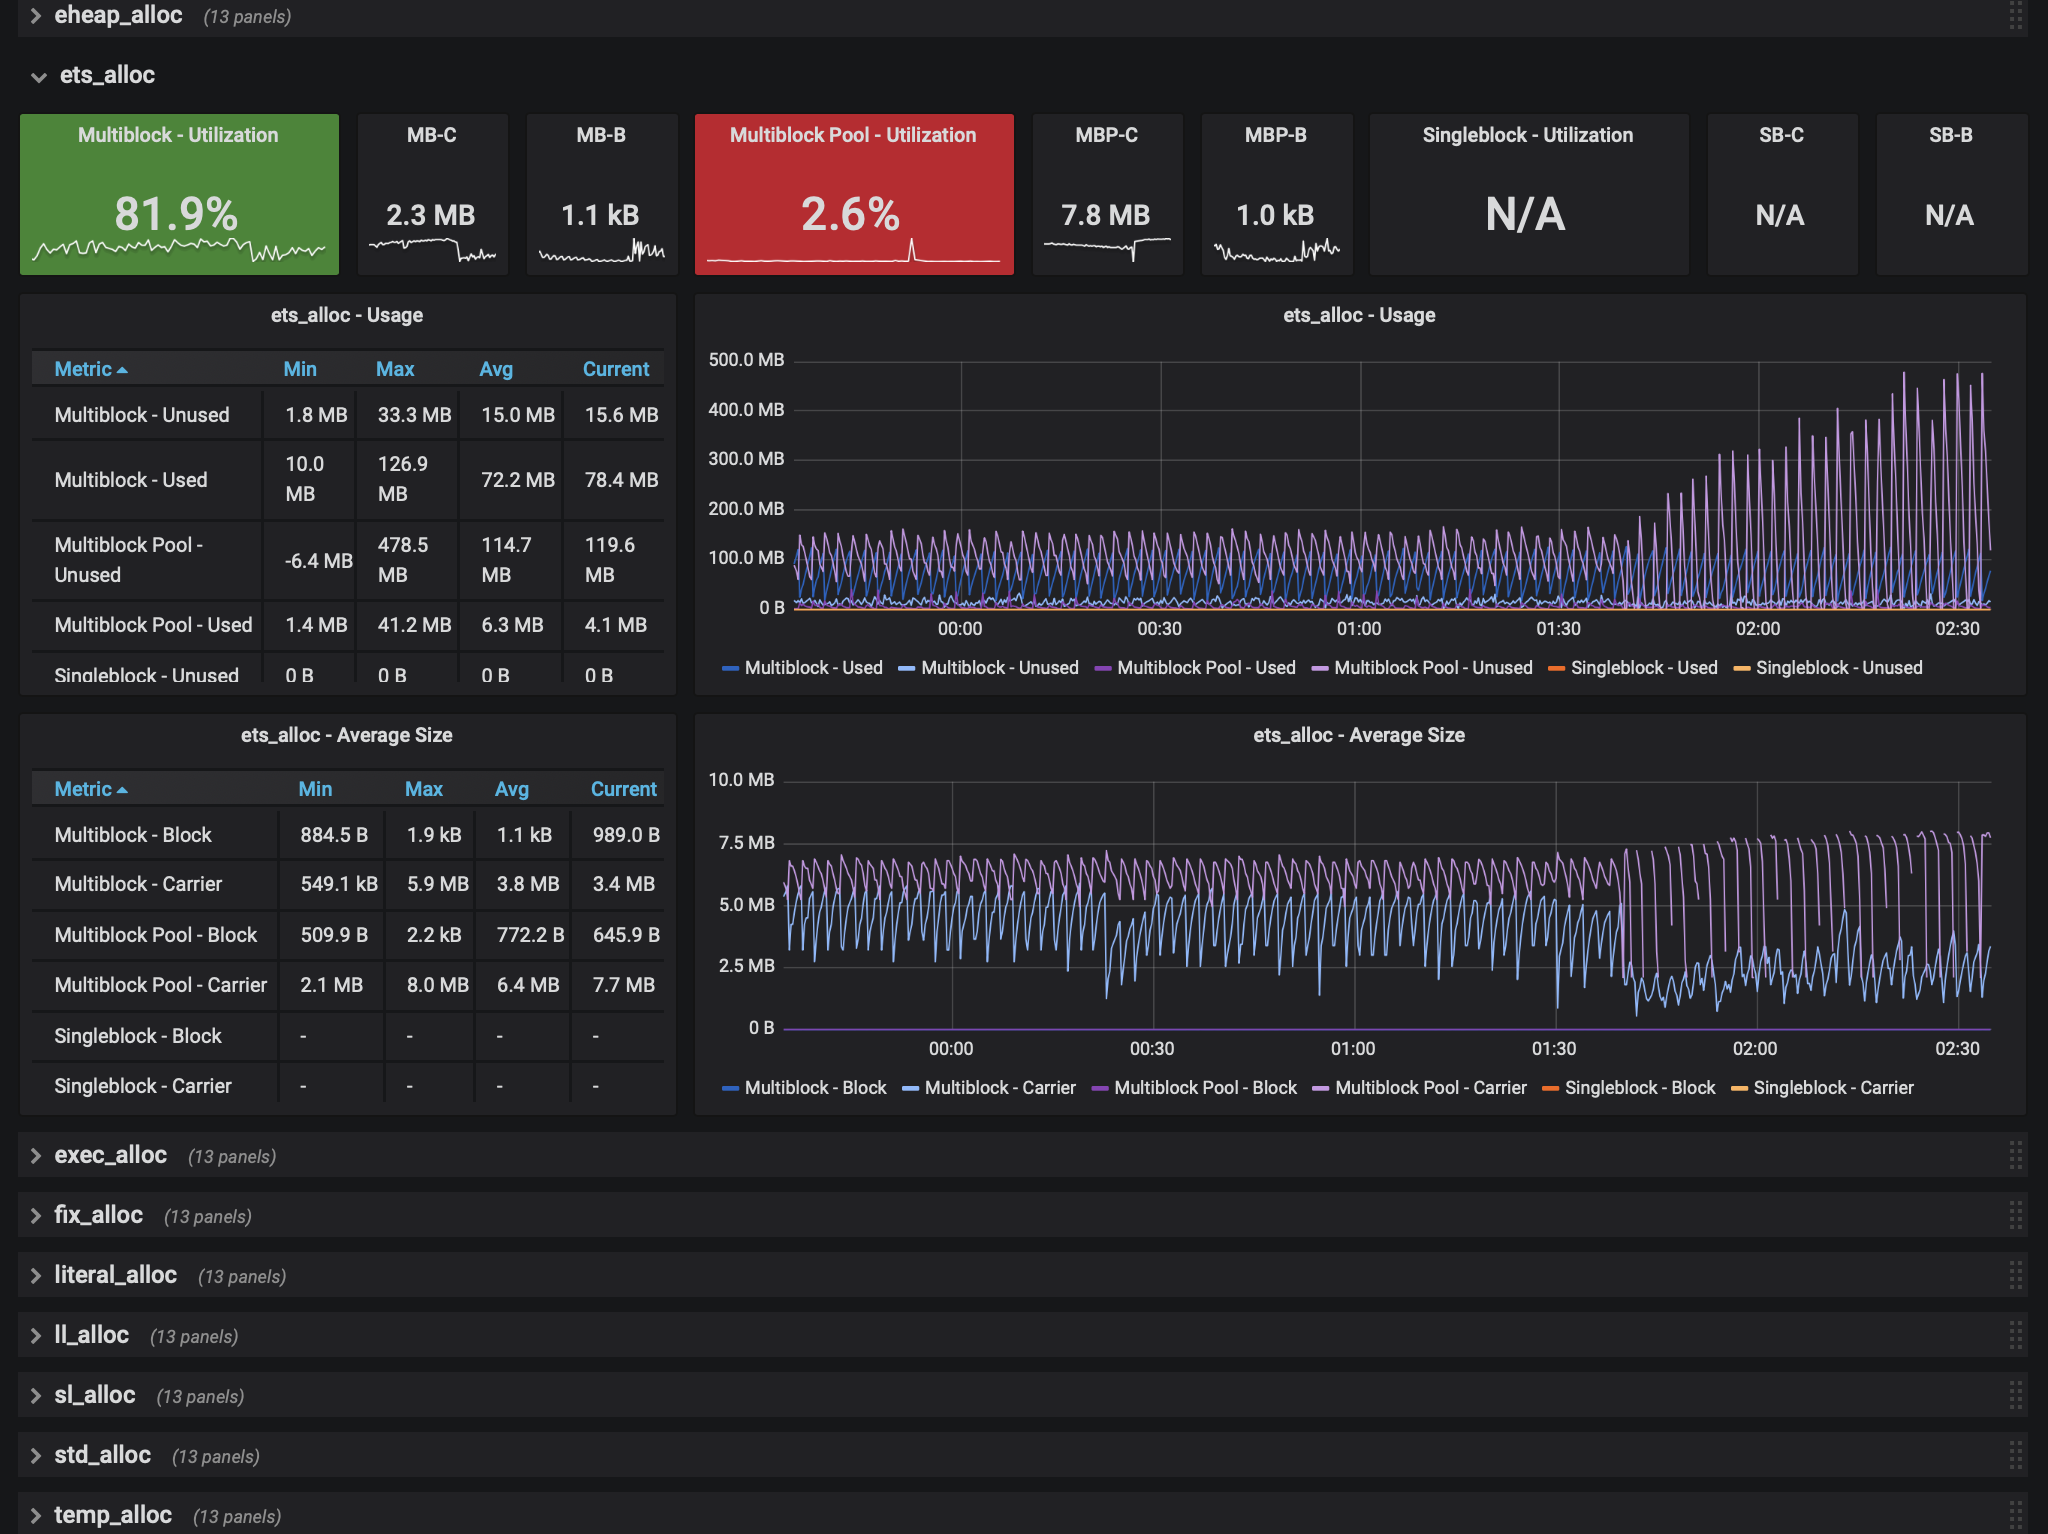 eheap_alloc (13 panels)
ets_alloc
Multiblock - Utilization
81.9%
MB-C
2.3 MB
MB-B
1.1 kB
Multiblock Pool - Utilization
2.6%
MBP-C
7.8 MB
MBP-B
1.0 kB
Singleblock - Utilization
N/A
SB-C
N/A
SB-B
N/A
ets_alloc - Usage
Metric Min Max Avg Current
Multiblock - Unused 1.8 MB 33.3 MB 15.0 MB 15.6 MB
Multiblock - Used 10.0 MB 126.9 MB 72.2 MB 78.4 MB
Multiblock Pool - Unused -6.4 MB 478.5 MB 114.7 MB 119.6 MB
Multiblock Pool - Used 1.4 MB 41.2 MB 6.3 MB 4.1 MB
Singleblock - Unused 0 B 0 B 0 B 0 B
ets_alloc - Usage
500.0 MB
400.0 MB
300.0 MB
200.0 MB
100.0 MB
0 B
00:00 00:30 01:00 01:30 02:00 02:30
Multiblock - Used Multiblock - Unused Multiblock Pool - Used Multiblock Pool - Unused Singleblock - Used Singleblock - Unused
ets_alloc - Average Size
Metric Min Max Avg Current
Multiblock - Block 884.5 B 1.9 kB 1.1 kB 989.0 B
Multiblock - Carrier 549.1 kB 5.9 MB 3.8 MB 3.4 MB
Multiblock Pool - Block 509.9 B 2.2 kB 772.2 B 645.9 B
Multiblock Pool - Carrier 2.1 MB 8.0 MB 6.4 MB 7.7 MB
Singleblock - Block - - - -
Singleblock - Carrier - - - -
ets_alloc - Average Size
10.0 MB
7.5 MB
5.0 MB
2.5 MB
0 B
00:00 00:30 01:00 01:30 02:00 02:30
Multiblock - Block Multiblock - Carrier Multiblock Pool - Block Multiblock Pool - Carrier Singleblock - Block Singleblock - Carrier
exec_alloc (13 panels)
fix_alloc (13 panels)
literal_alloc (13 panels)
ll_alloc (13 panels)
sl_alloc (13 panels)
std_alloc (13 panels)
temp_alloc (13 panels)